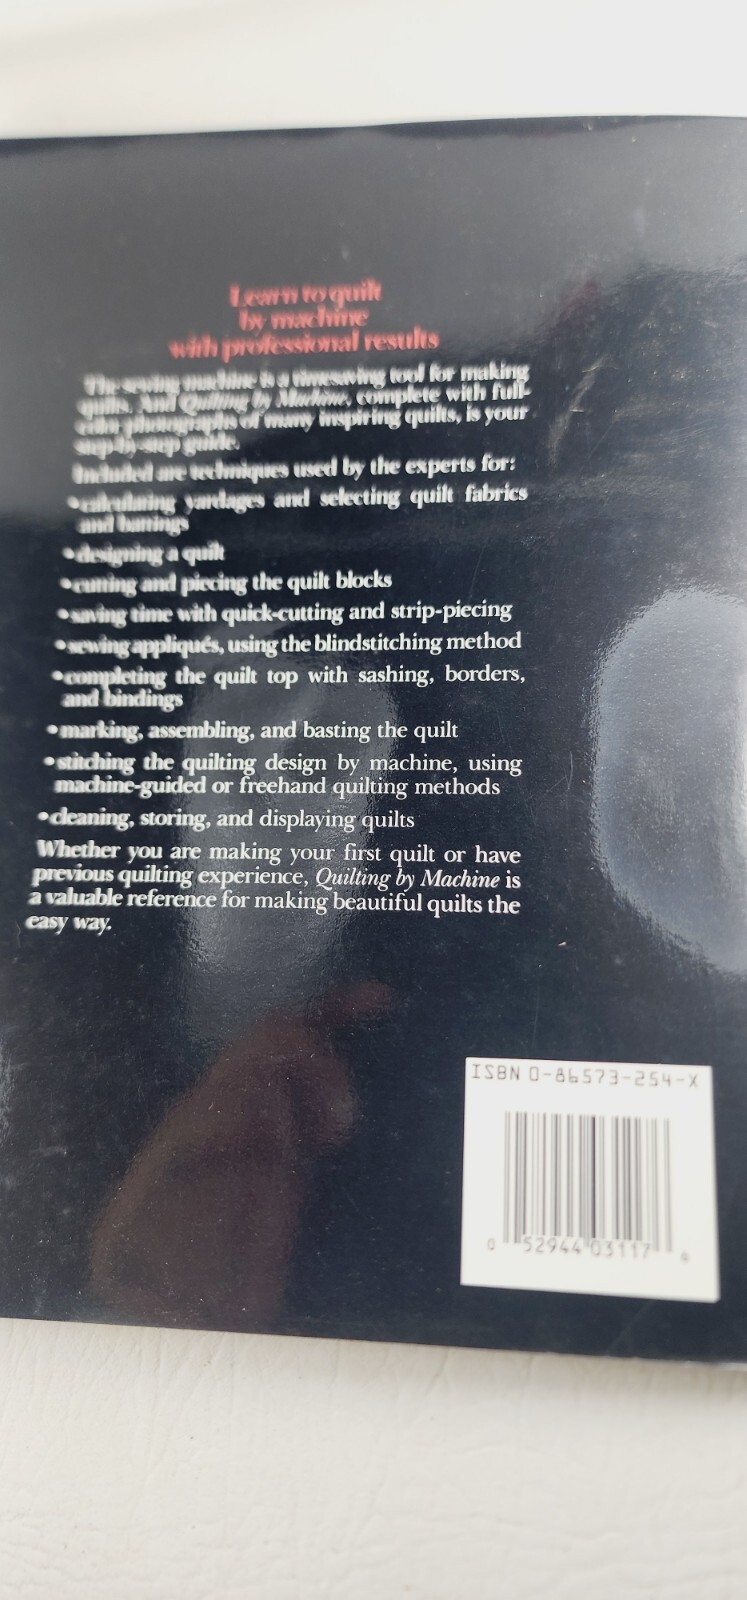 Learn to quilt
by machine
with professional results
The sewing machine is a timesaving tool for making
quilts. And Quilting by Machine, complete with full-
color photographs of many inspiring quilts, is your
step-by-step guide.
Included are techniques used by the experts for:
•calculating yardages and selecting quilt fabrics
and battings
•designing a quilt
•cutting and piecing the quilt blocks
•saving time with quick-cutting and strip-piecing
•sewing appliqués, using the blindstitching method
•completing the quilt top with sashing, borders,
and bindings
•marking, assembling, and basting the quilt
•stitching the quilting design by machine, using
machine-guided or freehand quilting methods
•cleaning, storing, and displaying quilts
Whether you are making your first quilt or have
previous quilting experience, Quilting by Machine is
a valuable reference for making beautiful quilts the
easy way.
ISBN 0-86573-254-X
0 52944 03117